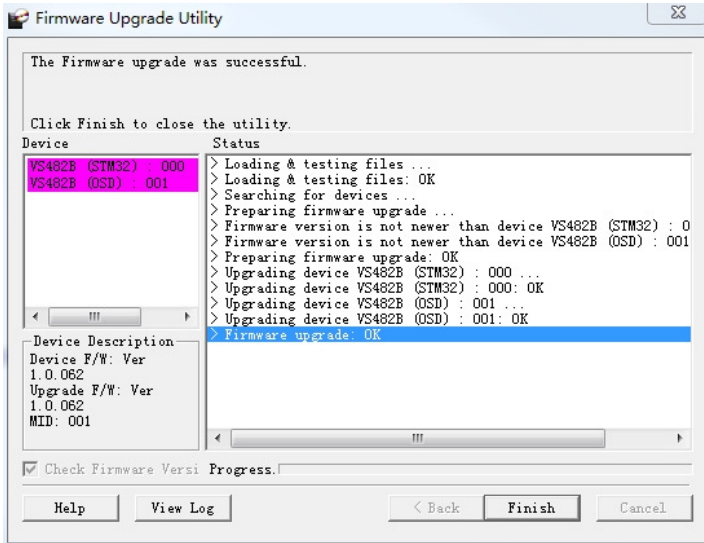 Firmware Upgrade Utility
The Firmware upgrade was successful.
Click Finish to close the utility.
Device
VS482B (STM32) : 000
VS482B (OSD) : 001
Status
> Loading & testing files ...
> Loading & testing files: OK
> Searching for devices ...
> Preparing firmware upgrade ...
> Firmware version is not newer than device VS482B (STM32) : 0
> Firmware version is not newer than device VS482B (OSD) : 001
> Preparing firmware upgrade: OK
> Upgrading device VS482B (STM32) : 000 ...
> Upgrading device VS482B (STM32) : 000: OK
> Upgrading device VS482B (OSD) : 001 ...
> Upgrading device VS482B (OSD) : 001: OK
> Firmware upgrade: OK
Device Description
Device F/W: Ver
1.0.062
Upgrade F/W: Ver
1.0.062
MID: 001
Check Firmware Versi Progress.
Help View Log < Back Finish Cancel